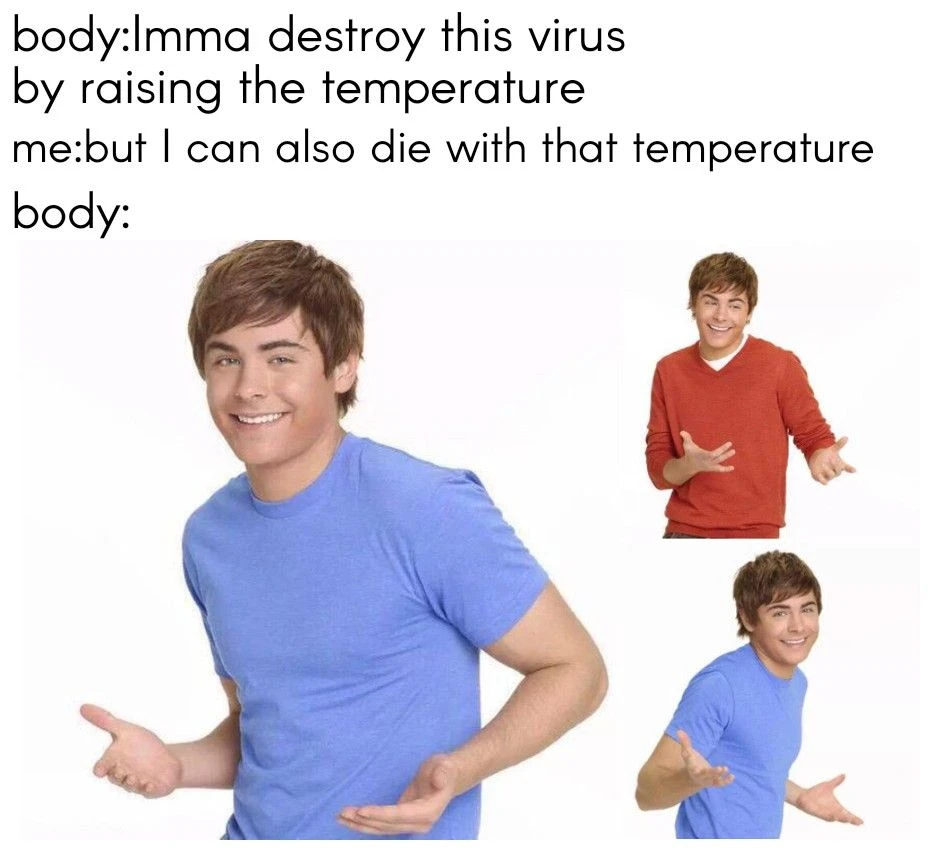 body:Imma destroy this virus
by raising the temperature
me:but I can also die with that temperature
body: